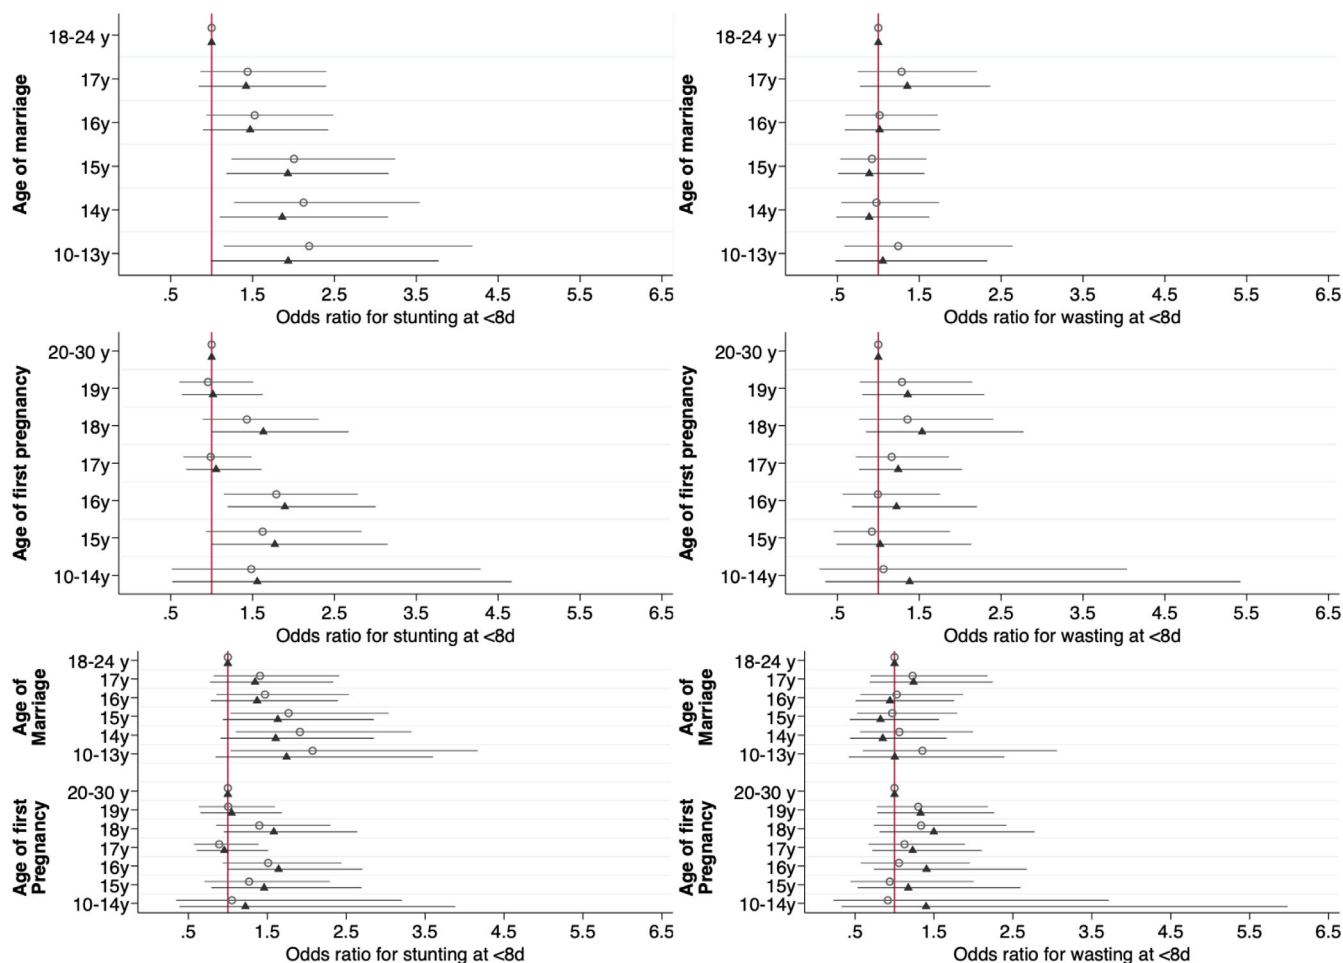 18-24 y
17y
16y
15y
14y
10-13y
Age of marriage
.5 1.5 2.5 3.5 4.5 5.5 6.5
Odds ratio for stunting at <8d
18-24 y
17y
16y
15y
14y
10-13y
Age of marriage
.5 1.5 2.5 3.5 4.5 5.5 6.5
Odds ratio for wasting at <8d
20-30 y
19y
18y
17y
16y
15y
10-14y
Age of first pregnancy
.5 1.5 2.5 3.5 4.5 5.5 6.5
Odds ratio for stunting at <8d
20-30 y
19y
18y
17y
16y
15y
10-14y
Age of first pregnancy
.5 1.5 2.5 3.5 4.5 5.5 6.5
Odds ratio for wasting at <8d
18-24 y
17y
16y
15y
14y
10-13y
Age of
Marriage
20-30 y
19y
18y
17y
16y
15y
10-14y
Age of first
Pregnancy
.5 1.5 2.5 3.5 4.5 5.5 6.5
Odds ratio for stunting at <8d
18-24 y
17y
16y
15y
14y
10-13y
Age of
Marriage
20-30 y
19y
18y
17y
16y
15y
10-14y
Age of first
Pregnancy
.5 1.5 2.5 3.5 4.5 5.5 6.5
Odds ratio for wasting at <8d